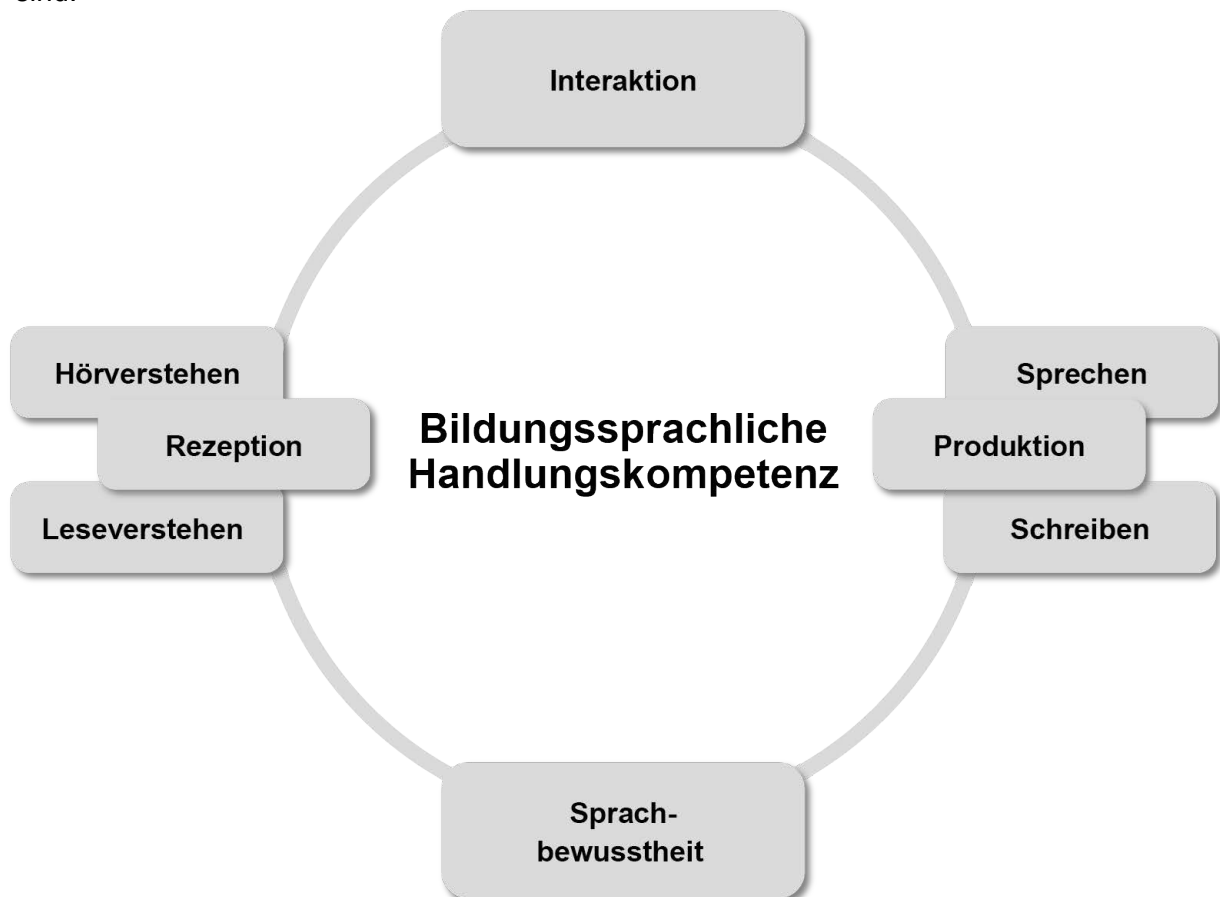 sind.
Interaktion
Hörverstehen
Rezeption
Leseverstehen
Bildungssprachliche
Handlungskompetenz
Sprechen
Produktion
Schreiben
Sprach-
bewusstheit